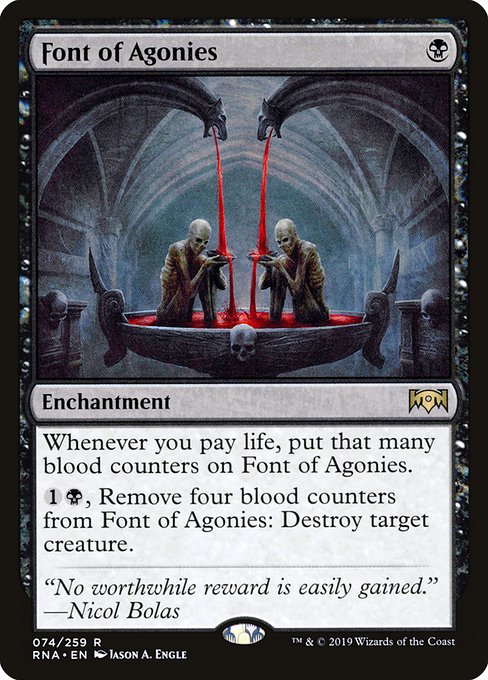 Font of Agonies
Enchantment
Whenever you pay life, put that many
blood counters on Font of Agonies.
1, Remove four blood counters
from Font of Agonies: Destroy target
creature.
“No worthwhile reward is easily gained.”
—Nicol Bolas
074/259 R
RNA • EN Jason A. Engle
™ & © 2019 Wizards of the Coast